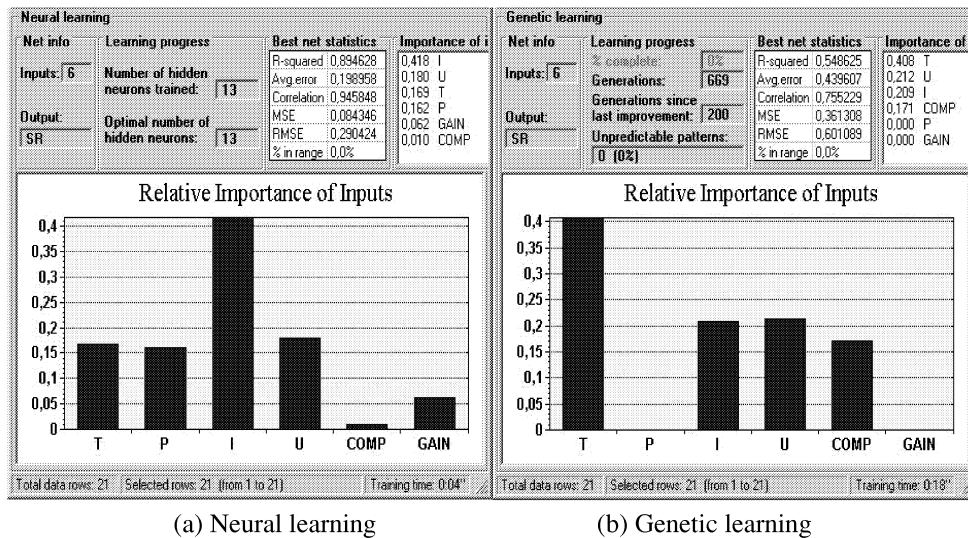 Neural learning
Net info
Inputs: 6
Output:
SR
Learning progress
Number of hidden
neurons trained: 13
Optimal number of
hidden neurons: 13
Best net statistics
R-squared 0,894628
Avg.error 0,198958
Correlation 0,945848
MSE 0,084346
RMSE 0,290424
% in range 0,0%
Importance of i
0,418 I
0,180 U
0,169 T
0,162 P
0,062 GAIN
0,010 COMP
Relative Importance of Inputs
0,4
0,35
0,3
0,25
0,2
0,15
0,1
0,05
0
T P I U COMP GAIN
Total data rows: 21 Selected rows: 21 (from 1 to 21) Training time: 0:04"
(a) Neural learning
Genetic learning
Net info
Inputs: 6
Output:
SR
Learning progress
% complete: 0%
Generations: 669
Generations since
last improvement: 200
Unpredictable patterns:
0 (0%)
Best net statistics
R-squared 0,548625
Avg.error 0,439607
Correlation 0,755229
MSE 0,361308
RMSE 0,601089
% in range 0,0%
Importance of
0,408 T
0,212 U
0,209 I
0,171 COMP
0,000 P
0,000 GAIN
Relative Importance of Inputs
0,4
0,35
0,3
0,25
0,2
0,15
0,1
0,05
0
T P I U COMP GAIN
Total data rows: 21 Selected rows: 21 (from 1 to 21) Training time: 0:18"
(b) Genetic learning